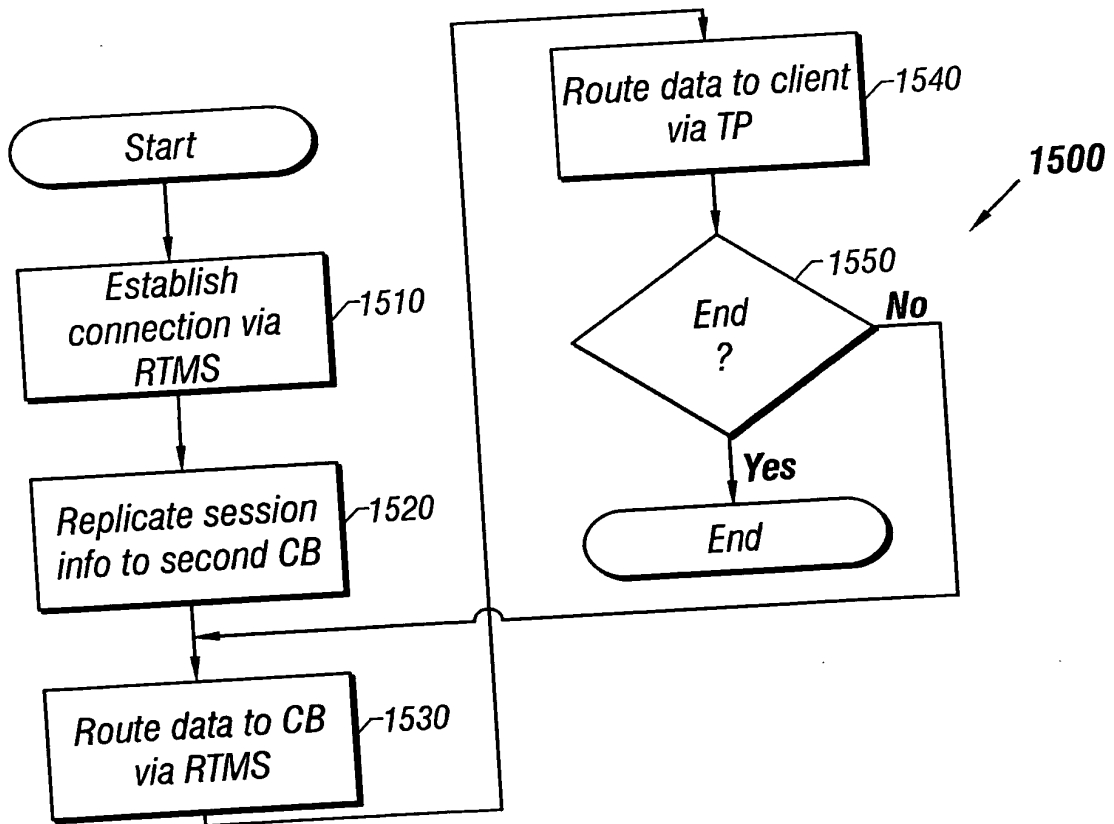 Start
Establish
connection via
RTMS
1510
Replicate session
info to second CB
1520
Route data to CB
via RTMS
1530
Route data to client
via TP
1540
1500
End
?
1550
No
Yes
End